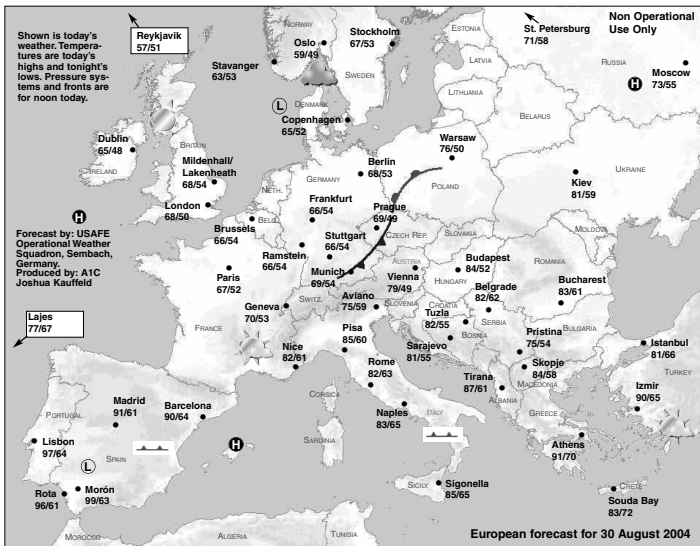 Shown is today's
weather. Tempera-
tures are today's
highs and tonight's
lows. Pressure sys-
tems and fronts are
for noon today.
Reykjavik
57/51
NORWAY
Oslo
59/49
Stockholm
67/53
ESTONIA
St. Petersburg
71/58
Non Operational
Use Only
RUSSIA
Moscow
73/55
H
Stavanger
63/53
SWEDEN
LATVIA
LITHUANIA
L
DENMARK
Copenhagen
65/52
BELARUS
Dublin
65/48
IRELAND
BRITAIN
Mildenhall/
Lakenheath
68/54
London
68/50
NETH.
GERMANY
Berlin
68/53
Warsaw
76/50
POLAND
UKRAINE
Kiev
81/59
H
Forecast by: USAFE
Operational Weather
Squadron, Sembach,
Germany.
Produced by: A1C
Joshua Kauffeld
Brussels
66/54
BELG.
Frankfurt
66/54
Prague
69/49
CZECH REP.
Stuttgart
66/54
Ramstein
66/54
SLOVAKIA
MOLDOVA
Paris
67/52
Munich
69/54
AUSTRIA
Vienna
79/49
Budapest
84/52
HUNGARY
ROMANIA
Lajes
77/67
FRANCE
Geneva
70/53
SWITZ.
Aviano
75/59
SLOVENIA
CROATIA
Belgrade
82/62
Bucharest
83/61
Pisa
85/60
Tuzla
82/55
BOSNIA
SERBIA
BULGARIA
Nice
82/61
Sarajevo
81/55
Pristina
75/54
Istanbul
81/66
Rome
82/63
Skopje
84/58
MACEDONIA
TURKEY
Madrid
91/61
Barcelona
90/64
CORSICA
Tirana
87/61
ALBANIA
Izmir
90/65
PORTUGAL
Naples
83/65
ITALY
GREECE
Lisbon
97/64
SPAIN
L
H
SARDINIA
Athens
91/70
Rota
96/61
Morón
99/63
SICILY
Sigonella
85/65
CRETE
Souda Bay
83/72
MOROCCO
ALGERIA
TUNISIA
European forecast for 30 August 2004